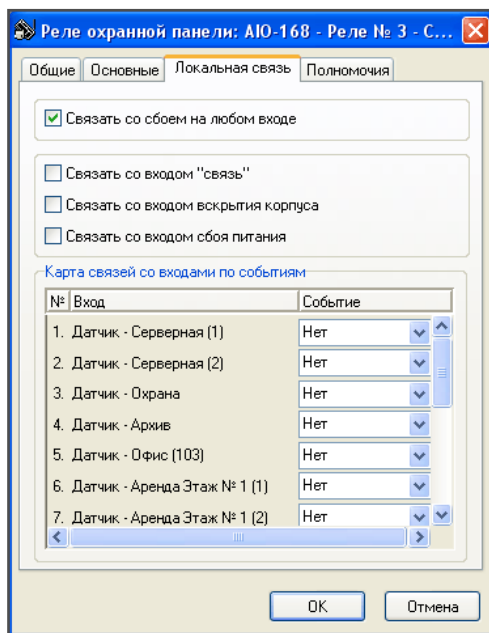 Реле охранной панели: AIO-168 - Реле № 3 - С...
Общие Основные Локальная связь Полномочия
Связать со сбоем на любом входе
Связать со входом "связь"
Связать со входом вскрытия корпуса
Связать со входом сбоя питания
Карта связей со входами по событиям
№ Вход Событие
1. Датчик - Серверная (1) Нет
2. Датчик - Серверная (2) Нет
3. Датчик - Охрана Нет
4. Датчик - Архив Нет
5. Датчик - Офис (103) Нет
6. Датчик - Аренда Этаж № 1 (1) Нет
7. Датчик - Аренда Этаж № 1 (2) Нет
OK Отмена